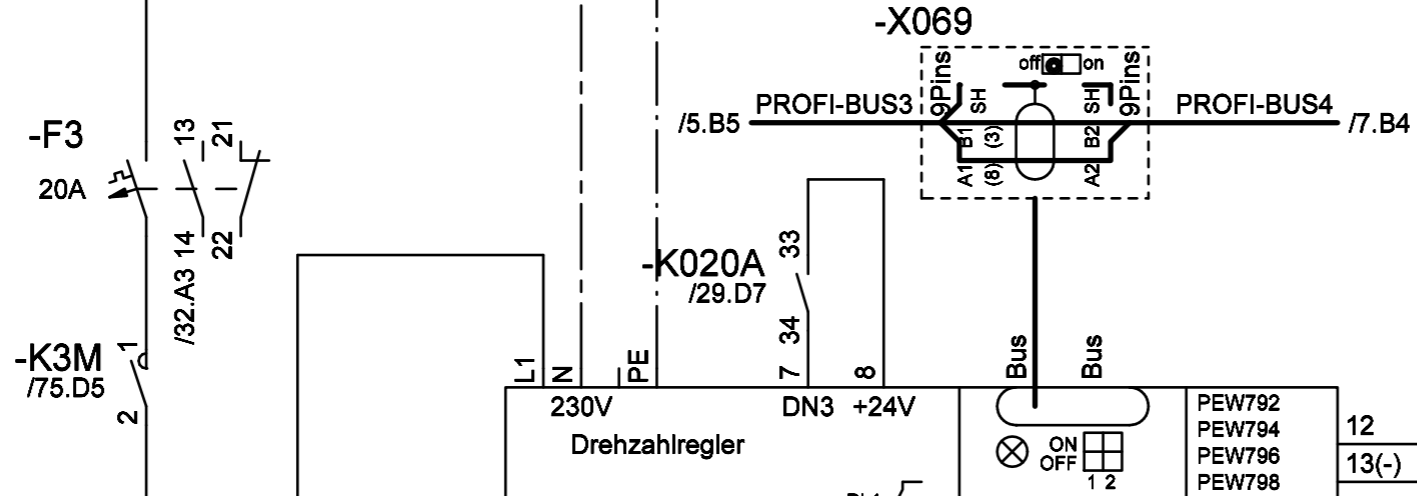 -X069
off on
9Pins 9Pins
SH SH
PROFI-BUS3 PROFI-BUS4
/5.B5 /7.B4
B1 (3) B2
A1 (8) A2
-F3 13 21
20A
14 22
/32.A3
-K020A 33
/29.D7
34
-K3M 1
/75.D5
2
L1 N PE 7 8 Bus Bus
230V DN3 +24V
Drehzahlregler
ON
OFF
1 2
PEW792
PEW794
PEW796
PEW798
12
13(-)